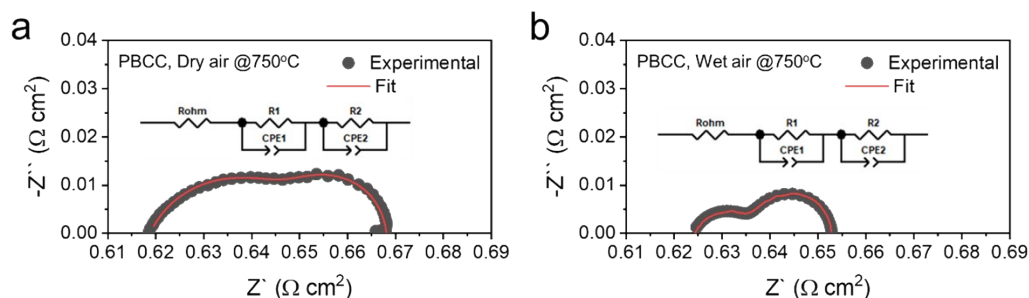 a
0.04
0.03
0.02
0.01
0.00
-Z`` (Ω cm²)
PBCC, Dry air @750°C
Experimental
Fit
Rohm
R1
R2
CPE1
CPE2
0.61 0.62 0.63 0.64 0.65 0.66 0.67 0.68 0.69
Z` (Ω cm²)
b
0.04
0.03
0.02
0.01
0.00
-Z`` (Ω cm²)
PBCC, Wet air @750°C
Experimental
Fit
Rohm
R1
R2
CPE1
CPE2
0.61 0.62 0.63 0.64 0.65 0.66 0.67 0.68 0.69
Z` (Ω cm²)